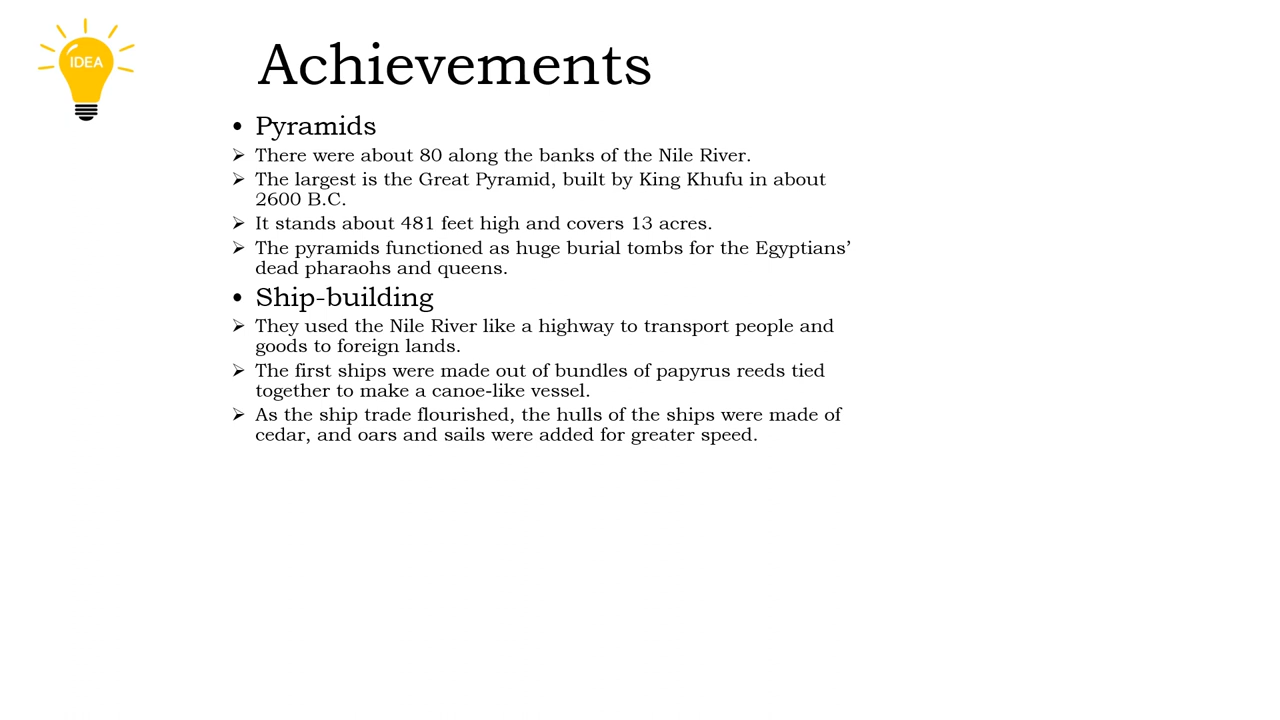 IDEA
Achievements
• Pyramids
➢ There were about 80 along the banks of the Nile River.
➢ The largest is the Great Pyramid, built by King Khufu in about
2600 B.C.
➢ It stands about 481 feet high and covers 13 acres.
➢ The pyramids functioned as huge burial tombs for the Egyptians’
dead pharaohs and queens.
• Ship-building
➢ They used the Nile River like a highway to transport people and
goods to foreign lands.
➢ The first ships were made out of bundles of papyrus reeds tied
together to make a canoe-like vessel.
➢ As the ship trade flourished, the hulls of the ships were made of
cedar, and oars and sails were added for greater speed.